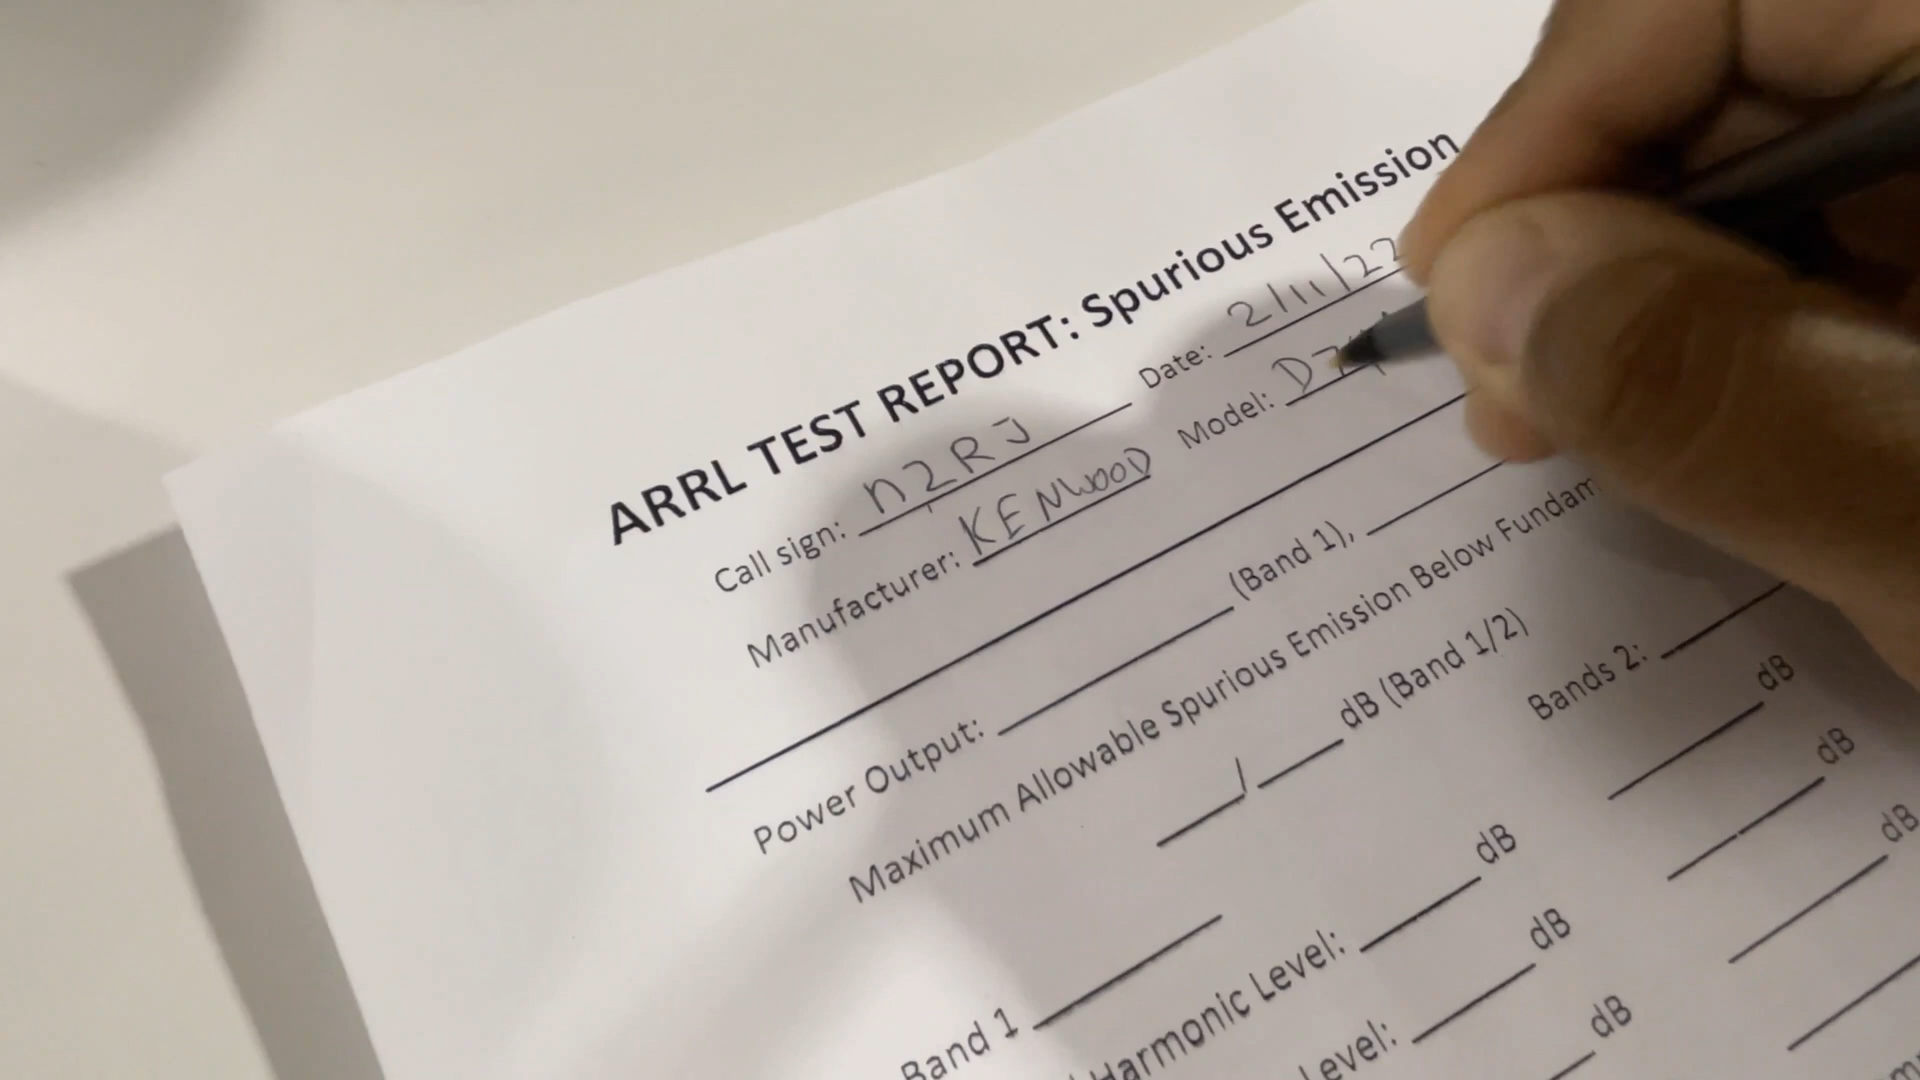 ARRL TEST REPORT: Spurious Emission
Call sign: N2RJ Date: 2/11/22
Manufacturer: KENWOOD Model:
Power Output: (Band 1),
Maximum Allowable Spurious Emission Below
/ dB (Band 1/2)
Band 1 Bands 2:
Harmonic Level: dB dB
Level: dB dB
dB dB